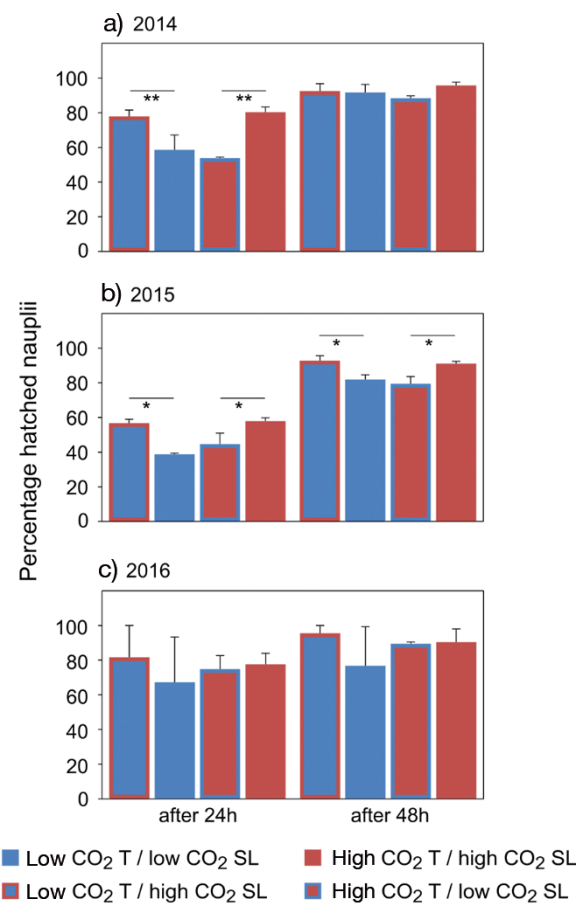 a) 2014
100
80
60
40
20
0
** **
b) 2015
100
80
60
40
20
0
* * * *
c) 2016
100
80
60
40
20
0
Percentage hatched nauplii
after 24h after 48h
Low CO₂ T / low CO₂ SL High CO₂ T / high CO₂ SL
Low CO₂ T / high CO₂ SL High CO₂ T / low CO₂ SL